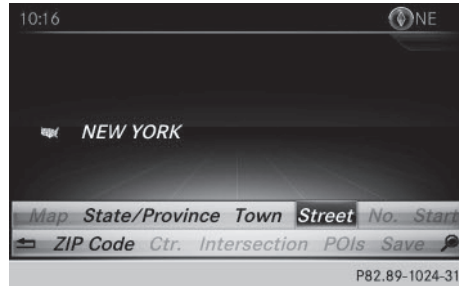 10:16 NE
NEW YORK
Map State/Province Town Street No. Start
ZIP Code Ctr. Intersection POIs Save
P82.89-1024-31